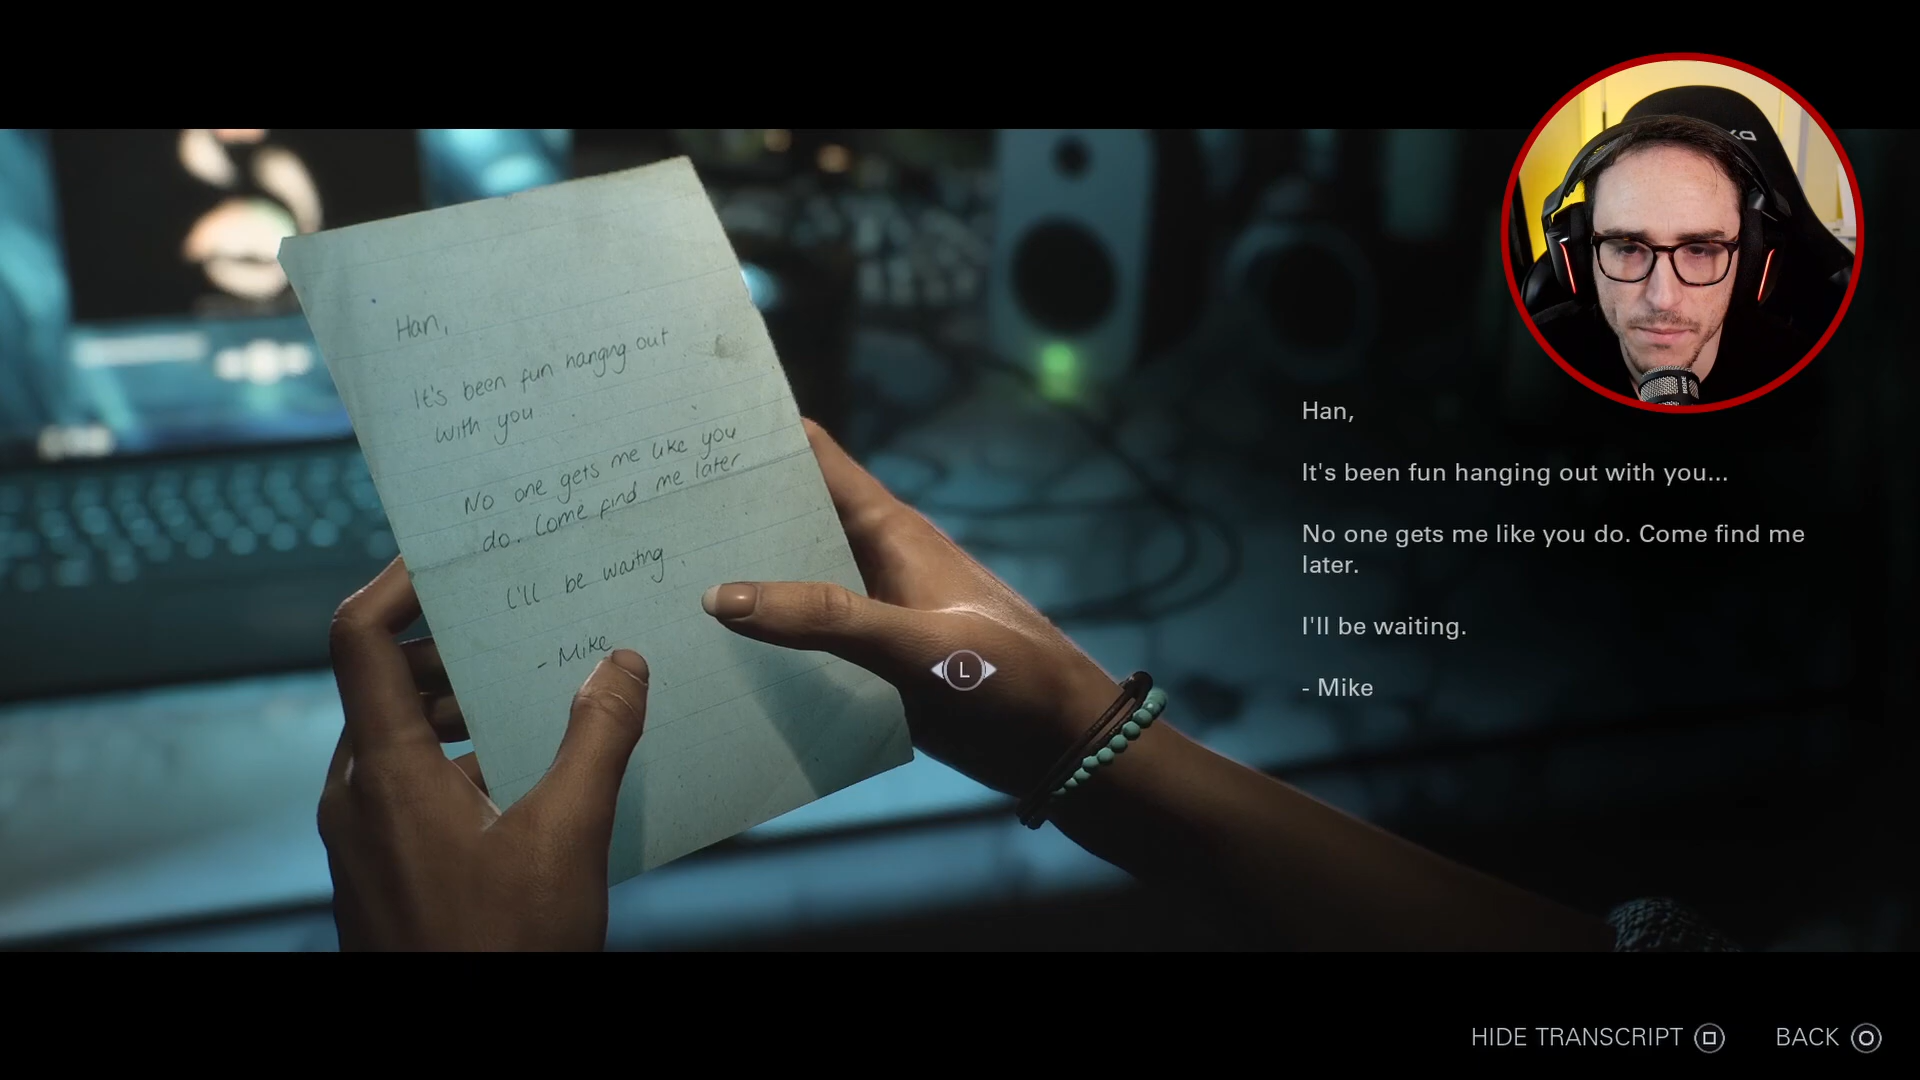 Han,
It's been fun hanging out
with you
No one gets me like you
do. Come find me later
I'll be waiting.
- Mike
L
Han,
It's been fun hanging out with you...
No one gets me like you do. Come find me
later.
I'll be waiting.
- Mike
HIDE TRANSCRIPT
BACK